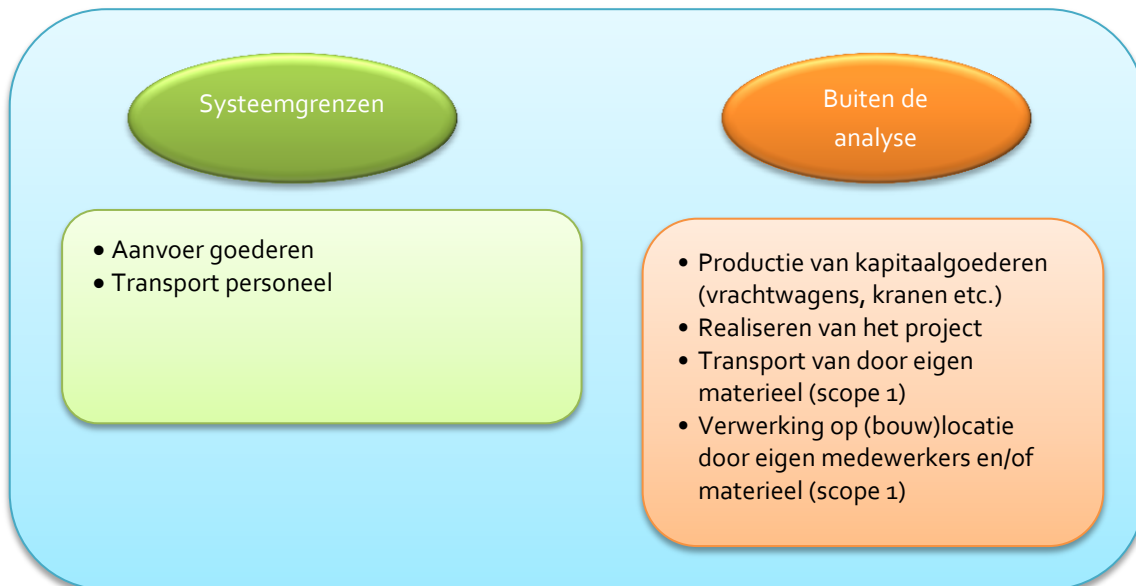 Systeemgrenzen
• Aanvoer goederen
• Transport personeel
Buiten de
analyse
• Productie van kapitaalgoederen
(vrachtwagens, kranen etc.)
• Realiseren van het project
• Transport van door eigen
materieel (scope 1)
• Verwerking op (bouw)locatie
door eigen medewerkers en/of
materieel (scope 1)